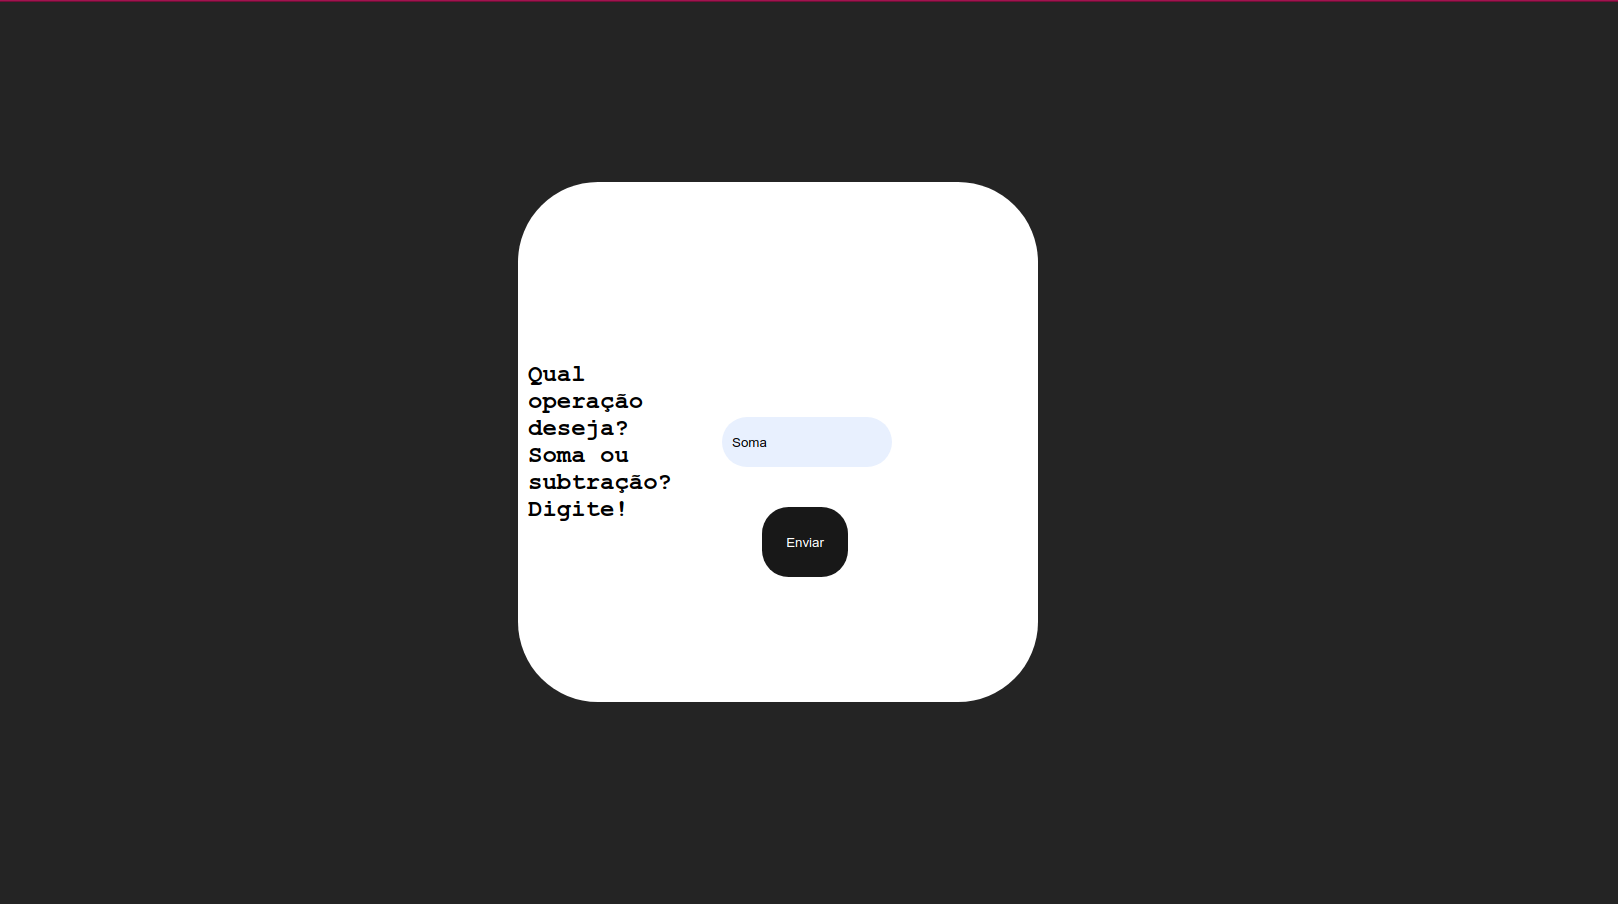 Qual
operação
deseja?
Soma ou
subtração?
Digite!
Soma
Enviar